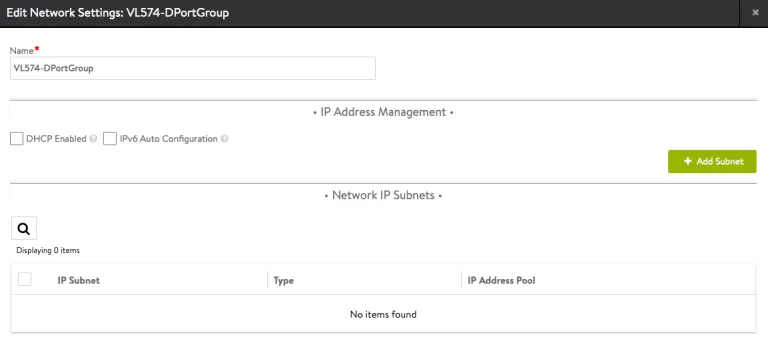 Edit Network Settings: VL574-DPortGroup ×
Name*
VL574-DPortGroup
• IP Address Management •
DHCP Enabled ? IPv6 Auto Configuration ?
+ Add Subnet
• Network IP Subnets •
Displaying 0 items
IP Subnet Type IP Address Pool
No items found